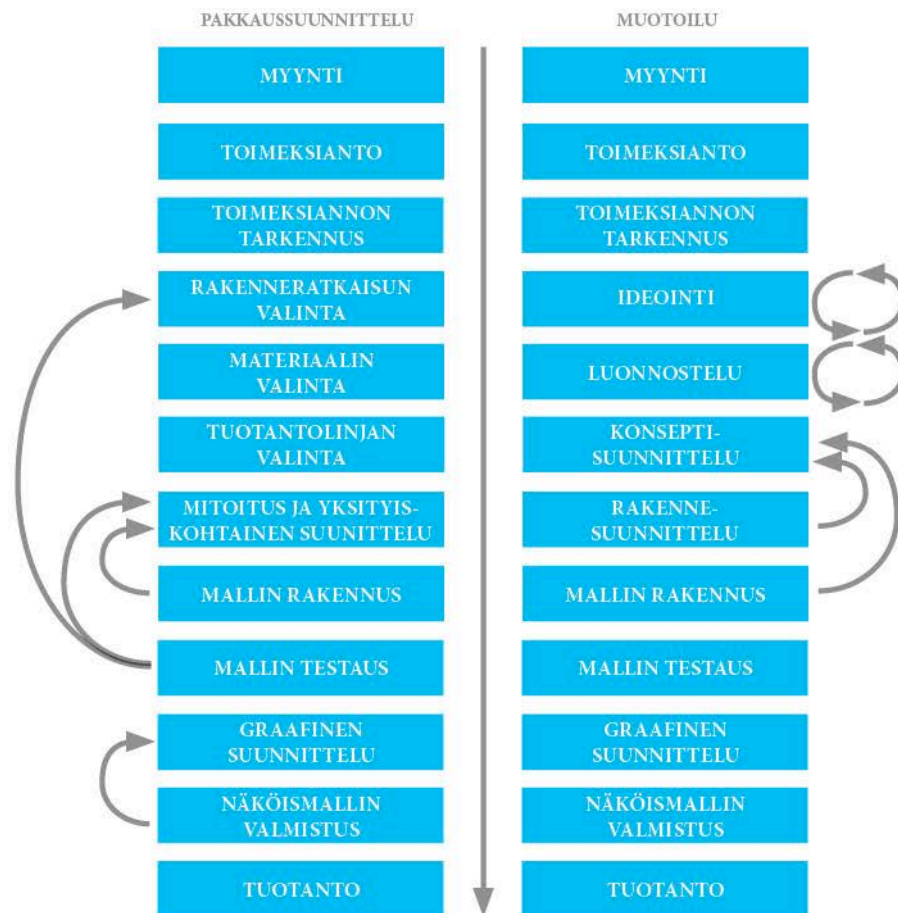 PAKKAUSSUUNNITTELU
MYYNTI
TOIMEKSIANTO
TOIMEKSIANNON
TARKENNUS
RAKENNERATKAISUN
VALINTA
MATERIAALIN
VALINTA
TUOTANTOLINJAN
VALINTA
MITOITUS JA YKSITYIS-
KOHTAINEN SUUNITTELU
MALLIN RAKENNUS
MALLIN TESTAUS
GRAAFINEN
SUUNNITTELU
NÄKÖISMALLIN
VALMISTUS
TUOTANTO
MUOTOILU
MYYNTI
TOIMEKSIANTO
TOIMEKSIANNON
TARKENNUS
IDEOINTI
LUONNOSTELU
KONSEPTI-
SUUNNITTELU
RAKENNE-
SUUNNITTELU
MALLIN RAKENNUS
MALLIN TESTAUS
GRAAFINEN
SUUNNITTELU
NÄKÖISMALLIN
VALMISTUS
TUOTANTO